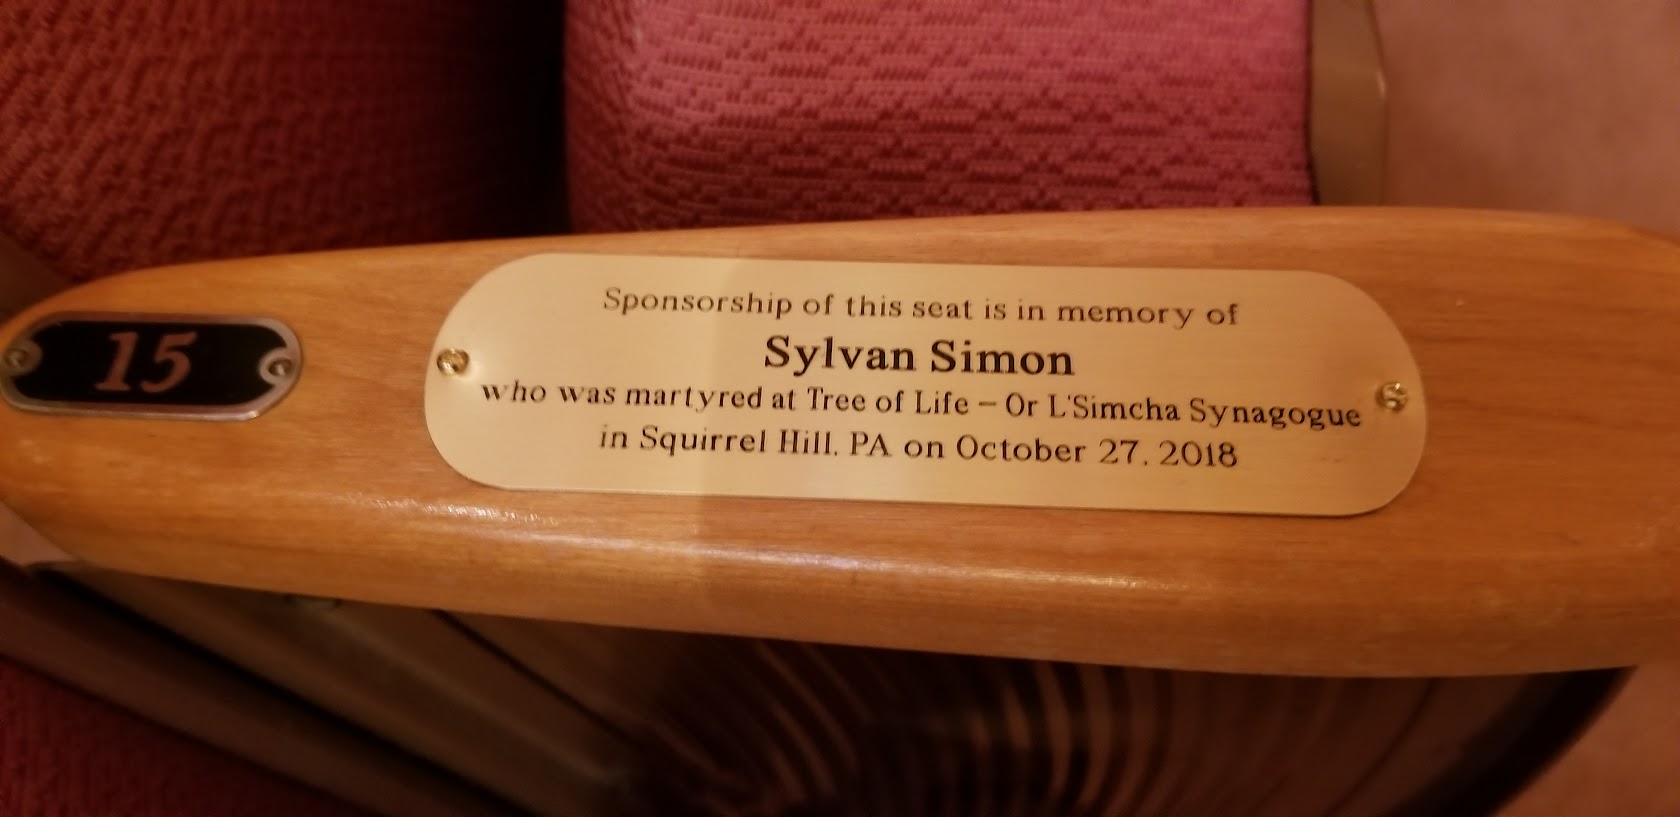 15
Sponsorship of this seat is in memory of
Sylvan Simon
who was martyred at Tree of Life – Or L'Simcha Synagogue
in Squirrel Hill, PA on October 27, 2018